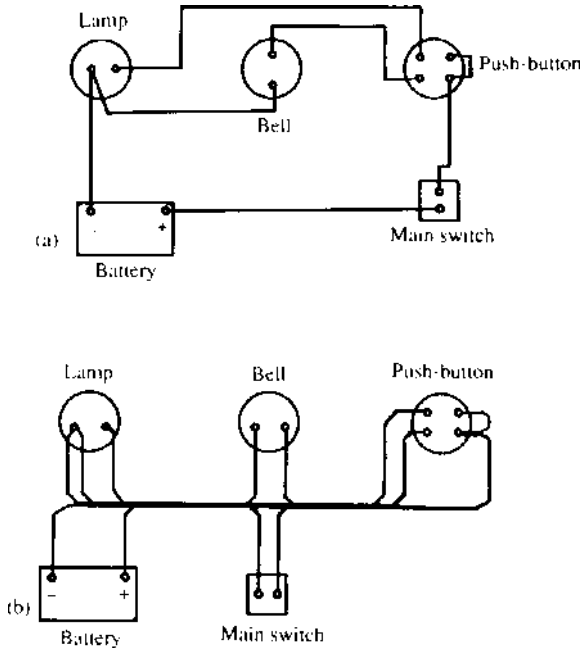 Lamp
Push-button
Bell
Main switch
(a)
- +
Battery
Lamp
Bell
Push-button
(b)
- +
Battery
Main switch